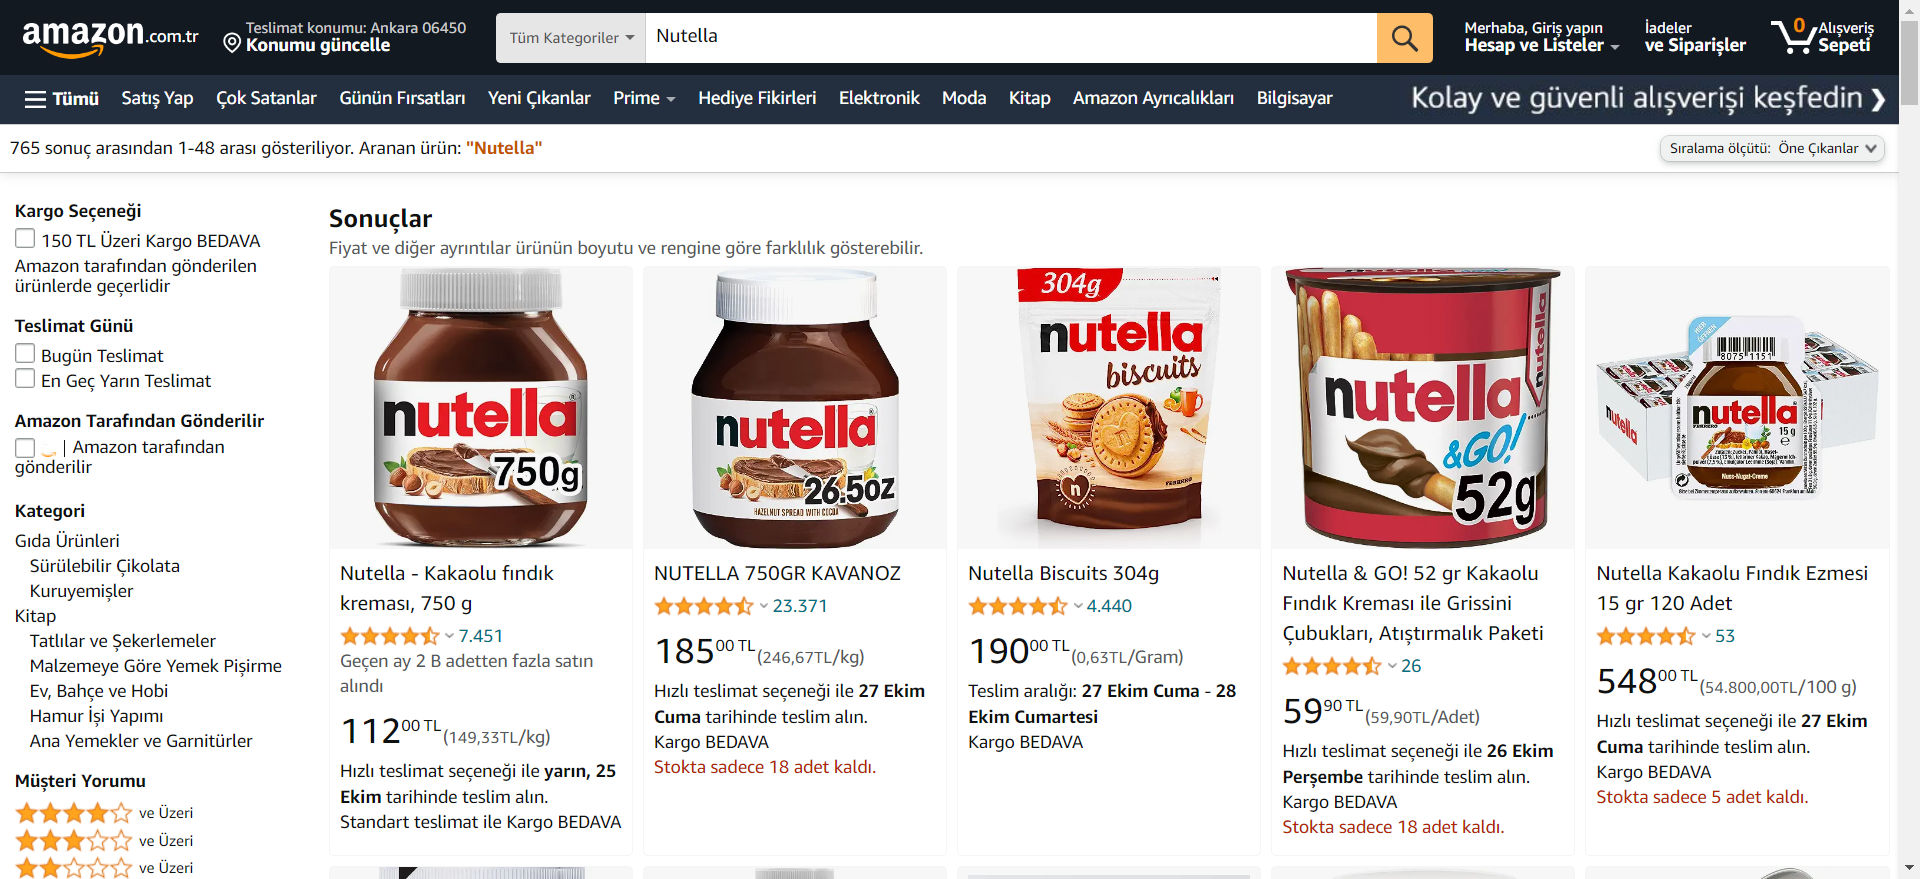 amazon.com.tr
Teslimat konumu: Ankara 06450
Konumu güncelle
Tüm Kategoriler
Nutella
Merhaba, Giriş yapın
Hesap ve Listeler
İadeler
ve Siparişler
0
Alışveriş
Sepeti
Tümü
Satış Yap
Çok Satanlar
Günün Fırsatları
Yeni Çıkanlar
Prime
Hediye Fikirleri
Elektronik
Moda
Kitap
Amazon Ayrıcalıkları
Bilgisayar
Kolay ve güvenli alışverişi keşfedin ❯
765 sonuç arasından 1-48 arası gösteriliyor. Aranan ürün: "Nutella"
Sıralama ölçütü: Öne Çıkanlar
Kargo Seçeneği
150 TL Üzeri Kargo BEDAVA
Amazon tarafından gönderilen
ürünlerde geçerlidir
Teslimat Günü
Bugün Teslimat
En Geç Yarın Teslimat
Amazon Tarafından Gönderilir
| Amazon tarafından
gönderilir
Kategori
Gıda Ürünleri
Sürülebilir Çikolata
Kuruyemişler
Kitap
Tatlılar ve Şekerlemeler
Malzemeye Göre Yemek Pişirme
Ev, Bahçe ve Hobi
Hamur İşi Yapımı
Ana Yemekler ve Garnitürler
Müşteri Yorumu
ve Üzeri
ve Üzeri
ve Üzeri
Sonuçlar
Fiyat ve diğer ayrıntılar ürünün boyutu ve rengine göre farklılık gösterebilir.
nutella
750g
Nutella - Kakaolu fındık
kreması, 750 g
7.451
Geçen ay 2 B adetten fazla satın
alındı
112,00 TL (149,33TL/kg)
Hızlı teslimat seçeneği ile yarın, 25
Ekim tarihinde teslim alın.
Standart teslimat ile Kargo BEDAVA
nutella
26.5oz
HAZELNUT SPREAD WITH COCOA
NUTELLA 750GR KAVANOZ
23.371
185,00 TL (246,67TL/kg)
Hızlı teslimat seçeneği ile 27 Ekim
Cuma tarihinde teslim alın.
Kargo BEDAVA
Stokta sadece 18 adet kaldı.
304g
nutella
biscuits
n
FERRERO
Nutella Biscuits 304g
4.440
190,00 TL (0,63TL/Gram)
Teslim aralığı: 27 Ekim Cuma - 28
Ekim Cumartesi
Kargo BEDAVA
nutella
nutella
&GO!
52g
Nutella & GO! 52 gr Kakaolu
Fındık Kreması ile Grissini
Çubukları, Atıştırmalık Paketi
26
59,90 TL (59,90TL/Adet)
Hızlı teslimat seçeneği ile 26 Ekim
Perşembe tarihinde teslim alın.
Kargo BEDAVA
Stokta sadece 18 adet kaldı.
HIER ÖFFNEN
8075 1151
nutella
nutella
FERRERO
15 g
Nuss-Nugat-Creme
Nutella Kakaolu Fındık Ezmesi
15 gr 120 Adet
53
548,00 TL (54.800,00TL/100 g)
Hızlı teslimat seçeneği ile 27 Ekim
Cuma tarihinde teslim alın.
Kargo BEDAVA
Stokta sadece 5 adet kaldı.